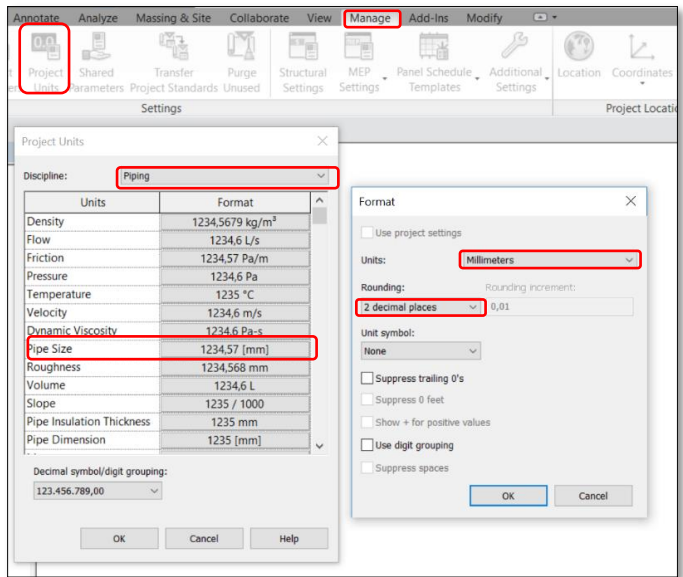 Annotate Analyze Massing & Site Collaborate View Manage Add-Ins Modify
Project Units
Shared Parameters
Transfer Project Standards
Purge Unused
Structural Settings
MEP Settings
Panel Schedule Templates
Additional Settings
Location
Coordinates
Settings
Project Locatio
Project Units
Discipline: Piping
Units Format
Density 1234,5679 kg/m³
Flow 1234,6 L/s
Friction 1234,57 Pa/m
Pressure 1234,6 Pa
Temperature 1235 °C
Velocity 1234,6 m/s
Dynamic Viscosity 1234,6 Pa-s
Pipe Size 1234,57 [mm]
Roughness 1234,568 mm
Volume 1234,6 L
Slope 1235 / 1000
Pipe Insulation Thickness 1235 mm
Pipe Dimension 1235 [mm]
Decimal symbol/digit grouping:
123.456.789,00
OK Cancel Help
Format
Use project settings
Units: Millimeters
Rounding: Rounding increment:
2 decimal places 0,01
Unit symbol:
None
Suppress trailing 0's
Suppress 0 feet
Show + for positive values
Use digit grouping
Suppress spaces
OK Cancel